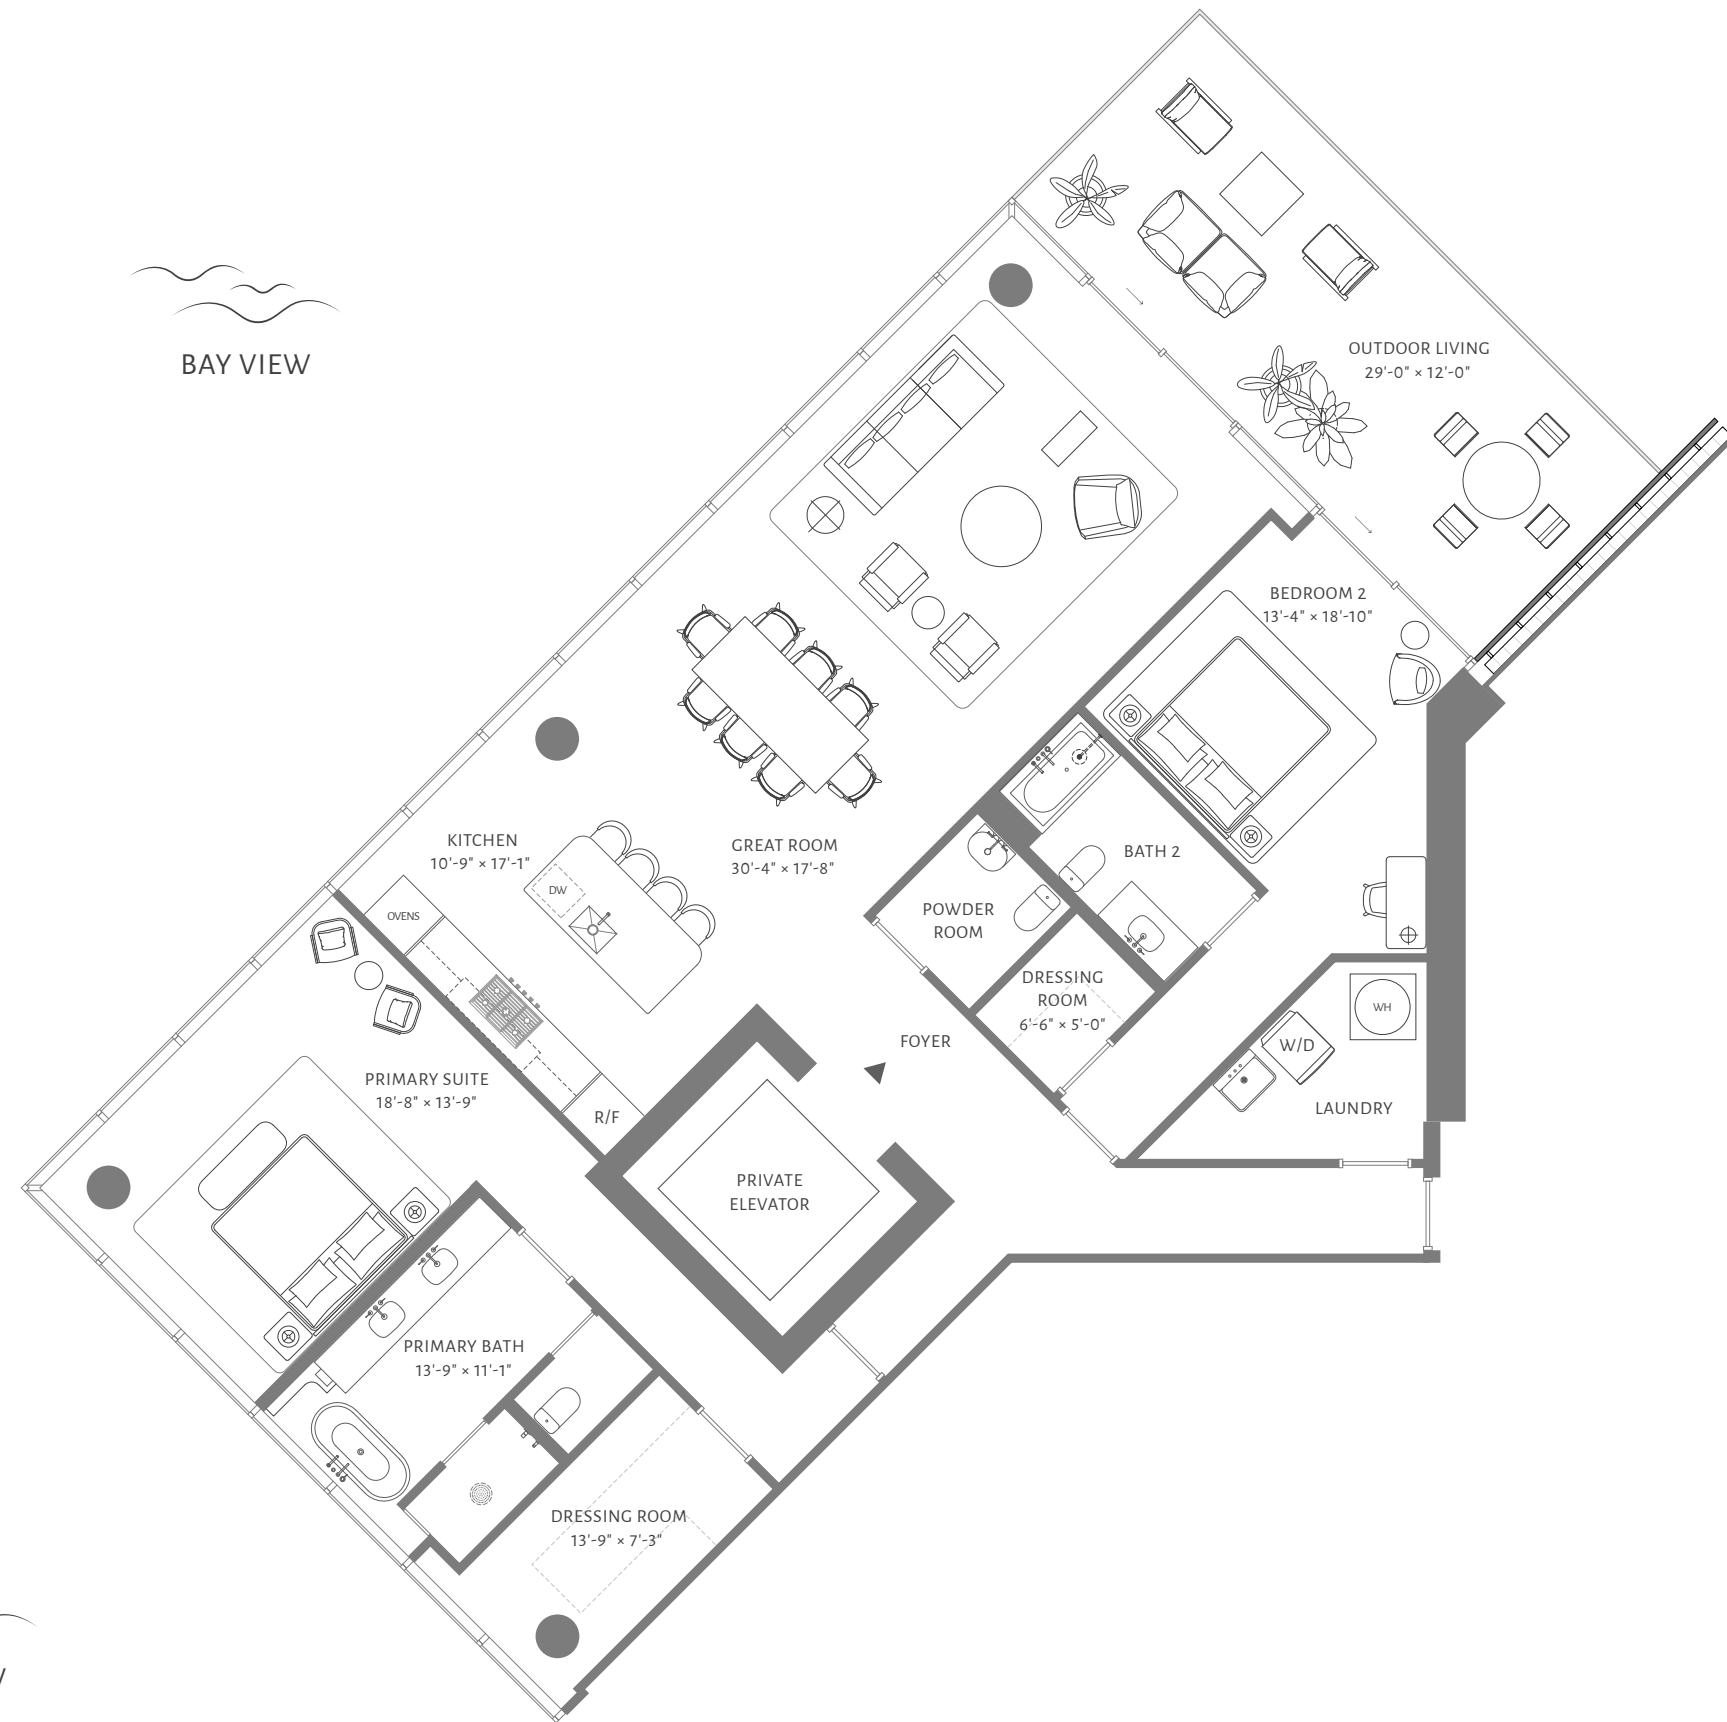 OUTDOOR LIVING
29'-0" × 12'-0"
BAY VIEW
BEDROOM 2
13'-4" × 18'-10"
KITCHEN
10'-9" × 17'-1"
GREAT ROOM
30'-4" × 17'-8"
BATH 2
DW
OVENS
POWDER
ROOM
DRESSING
ROOM
6'-6" × 5'-0"
WH
FOYER
W/D
PRIMARY SUITE
18'-8" × 13'-9"
R/F
LAUNDRY
PRIVATE
ELEVATOR
PRIMARY BATH
13'-9" × 11'-1"
DRESSING ROOM
13'-9" × 7'-3"